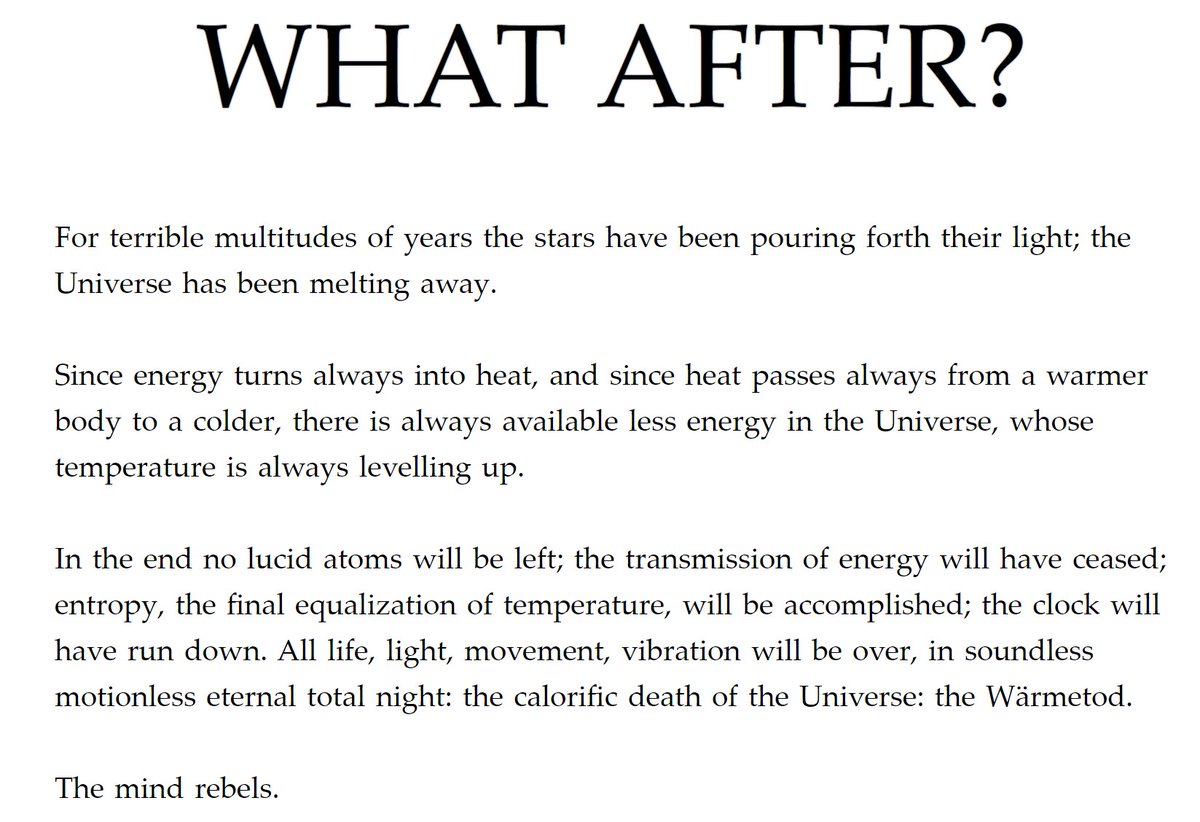 WHAT AFTER?
For terrible multitudes of years the stars have been pouring forth their light; the
Universe has been melting away.
Since energy turns always into heat, and since heat passes always from a warmer
body to a colder, there is always available less energy in the Universe, whose
temperature is always levelling up.
In the end no lucid atoms will be left; the transmission of energy will have ceased;
entropy, the final equalization of temperature, will be accomplished; the clock will
have run down. All life, light, movement, vibration will be over, in soundless
motionless eternal total night: the calorific death of the Universe: the Wärmetod.
The mind rebels.